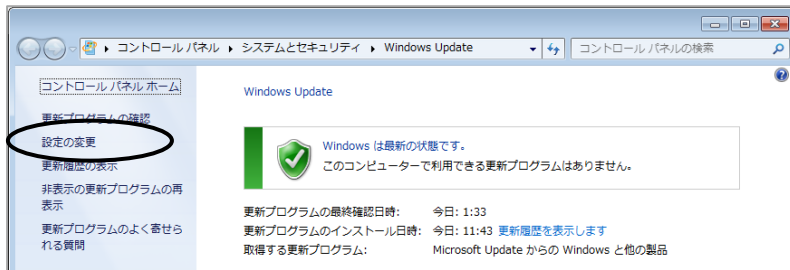 コントロール パネル ▸ システムとセキュリティ ▸ Windows Update
コントロール パネルの検索
コントロール パネル ホーム
更新プログラムの確認
設定の変更
更新履歴の表示
非表示の更新プログラムの再
表示
更新プログラムのよく寄せら
れる質問
Windows Update
Windows は最新の状態です。
このコンピューターで利用できる更新プログラムはありません。
更新プログラムの最終確認日時: 今日: 1:33
更新プログラムのインストール日時: 今日: 11:43 更新履歴を表示します
取得する更新プログラム: Microsoft Update からの Windows と他の製品